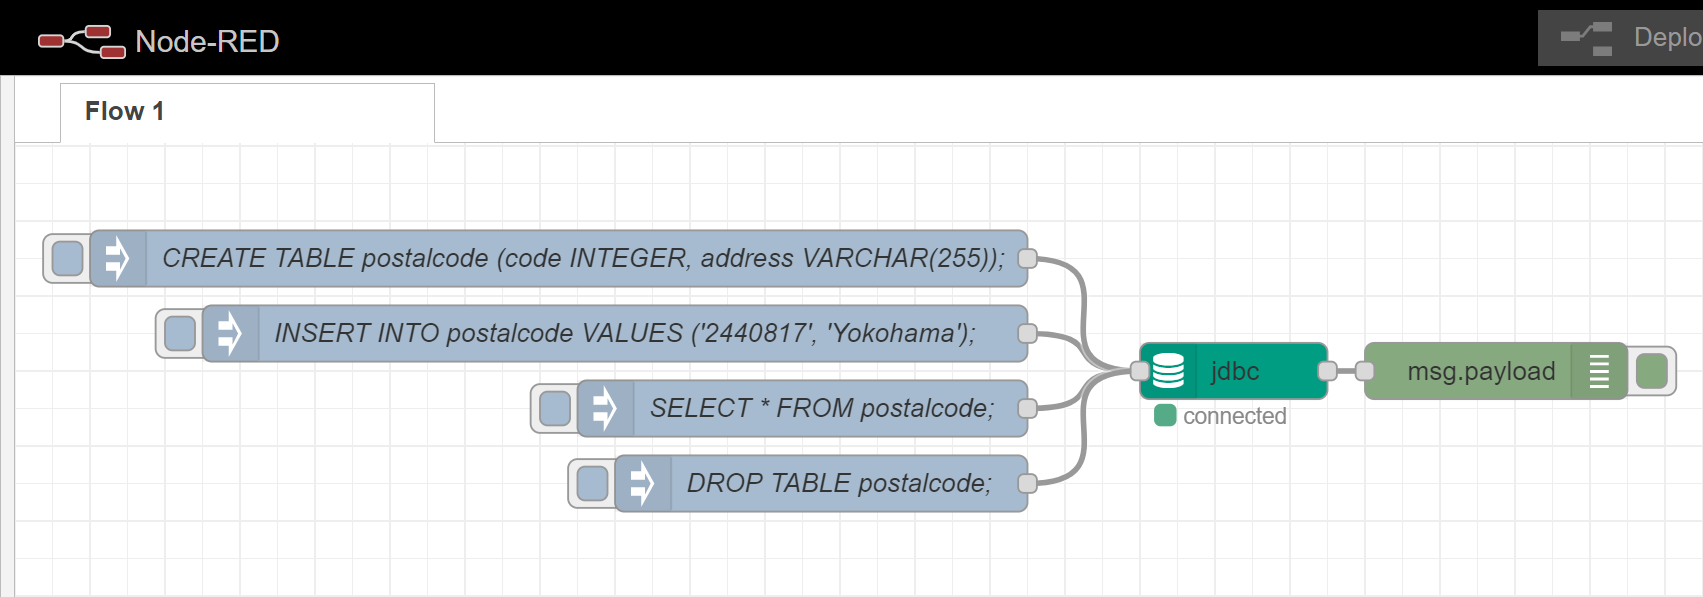 Node-RED
Deplo
Flow 1
CREATE TABLE postalcode (code INTEGER, address VARCHAR(255));
INSERT INTO postalcode VALUES ('2440817', 'Yokohama');
SELECT * FROM postalcode;
DROP TABLE postalcode;
jdbc
connected
msg.payload